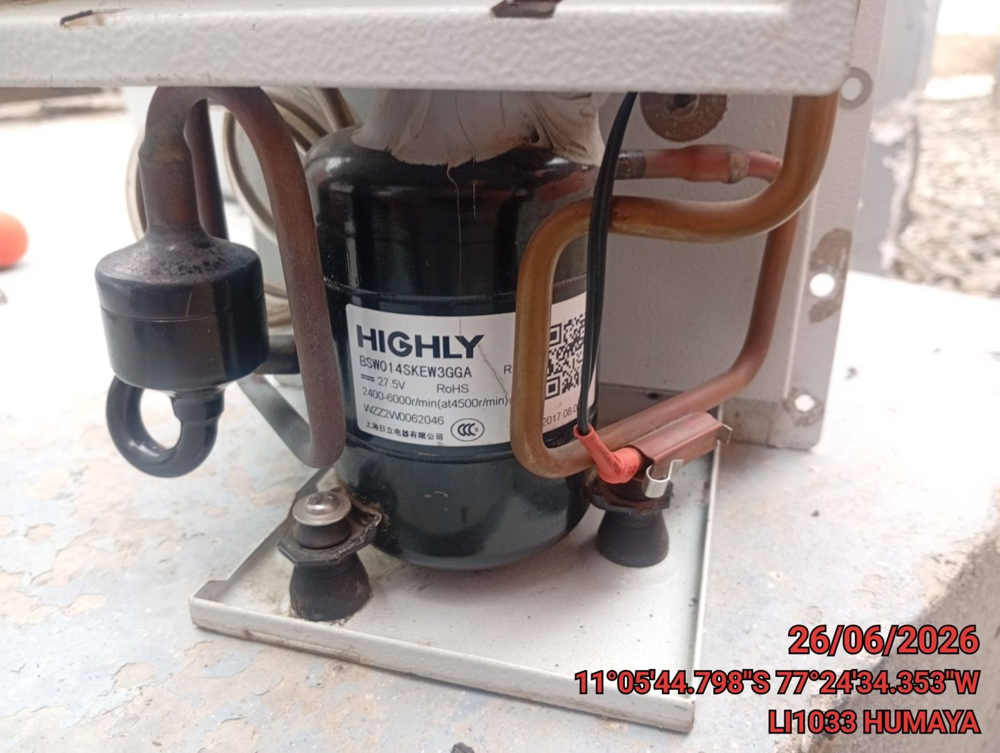 HIGHLY
BSW014SKEW3GGA
27.5V RoHS
2400-6000r/min(at4500r/min)
WZZ2W0062046
上海日立电器有限公司
CCC S
2017.08.0
26/06/2026
11°05'44.798"S 77°24'34.353"W
LI1033 HUMAYA